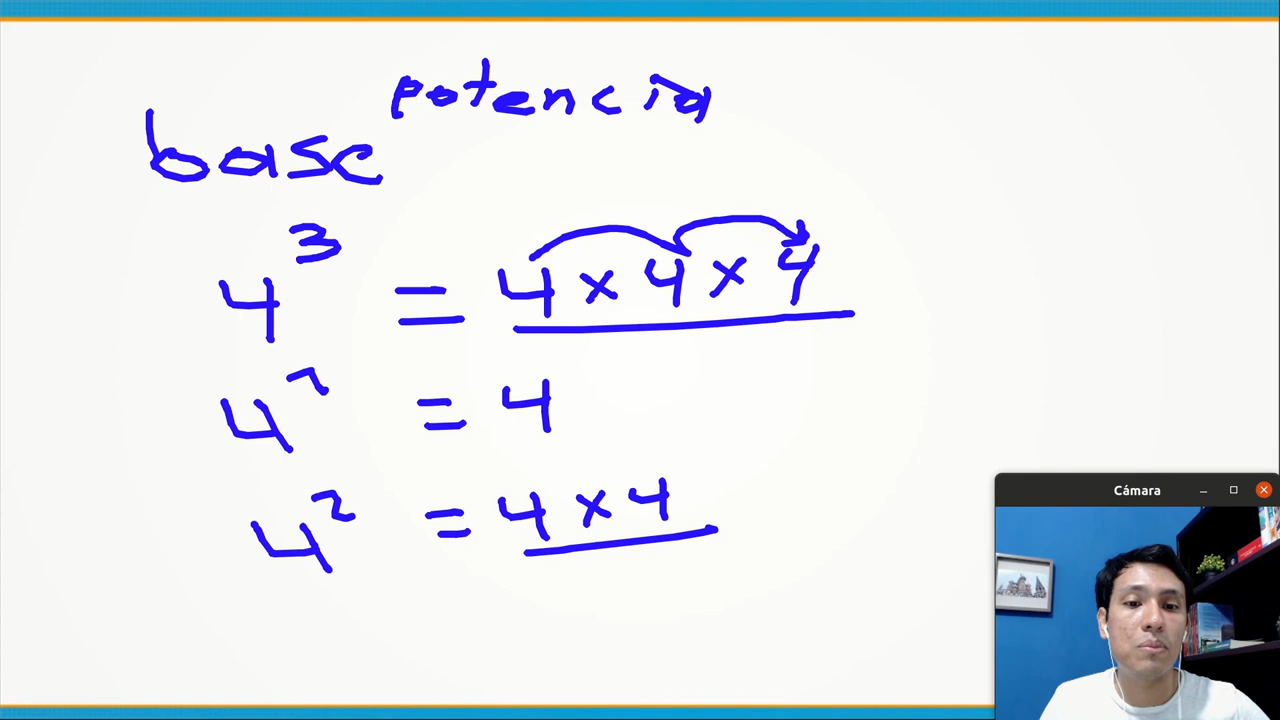 potencia
base
4³ = 4 x 4 x 4
4¹ = 4
4² = 4 x 4
Cámara